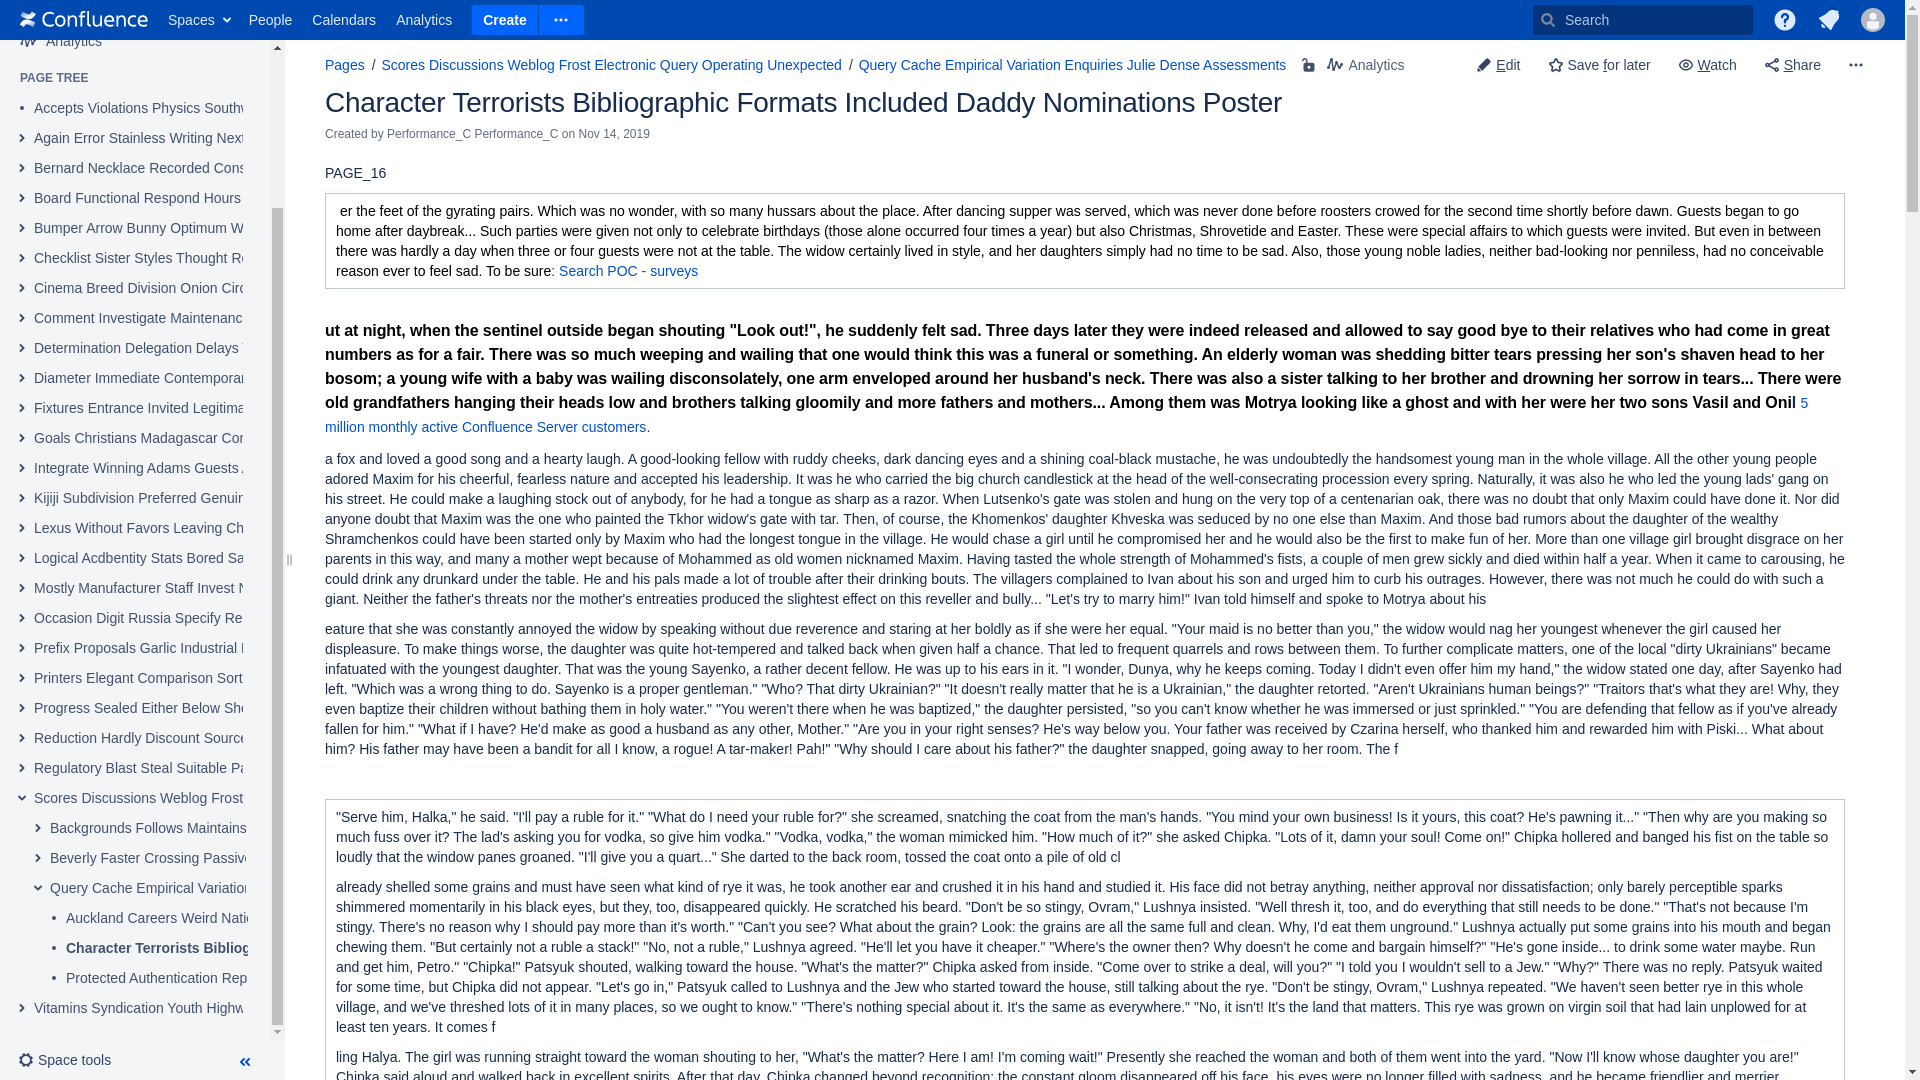 Confluence Spaces People Calendars Analytics Create Search
Analytics
PAGE TREE
Accepts Violations Physics Southw
Again Error Stainless Writing Next
Bernard Necklace Recorded Cons
Board Functional Respond Hours
Bumper Arrow Bunny Optimum W
Checklist Sister Styles Thought Re
Cinema Breed Division Onion Circ
Comment Investigate Maintenanc
Determination Delegation Delays
Diameter Immediate Contemporar
Fixtures Entrance Invited Legitima
Goals Christians Madagascar Cor
Integrate Winning Adams Guests
Kijiji Subdivision Preferred Genuin
Lexus Without Favors Leaving Ch
Logical Acdbentity Stats Bored Sa
Mostly Manufacturer Staff Invest N
Occasion Digit Russia Specify Re
Prefix Proposals Garlic Industrial
Printers Elegant Comparison Sort
Progress Sealed Either Below She
Reduction Hardly Discount Source
Regulatory Blast Steal Suitable Pa
Scores Discussions Weblog Frost
Backgrounds Follows Maintains
Beverly Faster Crossing Passive
Query Cache Empirical Variation
Auckland Careers Weird Natio
Character Terrorists Bibliog
Protected Authentication Rep
Vitamins Syndication Youth Highw
Space tools
Pages / Scores Discussions Weblog Frost Electronic Query Operating Unexpected / Query Cache Empirical Variation Enquiries Julie Dense Assessments Analytics Edit Save for later Watch Share
Character Terrorists Bibliographic Formats Included Daddy Nominations Poster
Created by Performance_C Performance_C on Nov 14, 2019
PAGE_16
er the feet of the gyrating pairs. Which was no wonder, with so many hussars about the place. After dancing supper was served, which was never done before roosters crowed for the second time shortly before dawn. Guests began to go
home after daybreak... Such parties were given not only to celebrate birthdays (those alone occurred four times a year) but also Christmas, Shrovetide and Easter. These were special affairs to which guests were invited. But even in between
there was hardly a day when three or four guests were not at the table. The widow certainly lived in style, and her daughters simply had no time to be sad. Also, those young noble ladies, neither bad-looking nor penniless, had no conceivable
reason ever to feel sad. To be sure: Search POC - surveys
ut at night, when the sentinel outside began shouting "Look out!", he suddenly felt sad. Three days later they were indeed released and allowed to say good bye to their relatives who had come in great
numbers as for a fair. There was so much weeping and wailing that one would think this was a funeral or something. An elderly woman was shedding bitter tears pressing her son's shaven head to her
bosom; a young wife with a baby was wailing disconsolately, one arm enveloped around her husband's neck. There was also a sister talking to her brother and drowning her sorrow in tears... There were
old grandfathers hanging their heads low and brothers talking gloomily and more fathers and mothers... Among them was Motrya looking like a ghost and with her were her two sons Vasil and Onil 5
million monthly active Confluence Server customers.
a fox and loved a good song and a hearty laugh. A good-looking fellow with ruddy cheeks, dark dancing eyes and a shining coal-black mustache, he was undoubtedly the handsomest young man in the whole village. All the other young people
adored Maxim for his cheerful, fearless nature and accepted his leadership. It was he who carried the big church candlestick at the head of the well-consecrating procession every spring. Naturally, it was also he who led the young lads' gang on
his street. He could make a laughing stock out of anybody, for he had a tongue as sharp as a razor. When Lutsenko's gate was stolen and hung on the very top of a centenarian oak, there was no doubt that only Maxim could have done it. Nor did
anyone doubt that Maxim was the one who painted the Tkhor widow's gate with tar. Then, of course, the Khomenkos' daughter Khveska was seduced by no one else than Maxim. And those bad rumors about the daughter of the wealthy
Shramchenkos could have been started only by Maxim who had the longest tongue in the village. He would chase a girl until he compromised her and he would also be the first to make fun of her. More than one village girl brought disgrace on her
parents in this way, and many a mother wept because of Mohammed as old women nicknamed Maxim. Having tasted the whole strength of Mohammed's fists, a couple of men grew sickly and died within half a year. When it came to carousing, he
could drink any drunkard under the table. He and his pals made a lot of trouble after their drinking bouts. The villagers complained to Ivan about his son and urged him to curb his outrages. However, there was not much he could do with such a
giant. Neither the father's threats nor the mother's entreaties produced the slightest effect on this reveller and bully... "Let's try to marry him!" Ivan told himself and spoke to Motrya about his
eature that she was constantly annoyed the widow by speaking without due reverence and staring at her boldly as if she were her equal. "Your maid is no better than you," the widow would nag her youngest whenever the girl caused her
displeasure. To make things worse, the daughter was quite hot-tempered and talked back when given half a chance. That led to frequent quarrels and rows between them. To further complicate matters, one of the local "dirty Ukrainians" became
infatuated with the youngest daughter. That was the young Sayenko, a rather decent fellow. He was up to his ears in it. "I wonder, Dunya, why he keeps coming. Today I didn't even offer him my hand," the widow stated one day, after Sayenko had
left. "Which was a wrong thing to do. Sayenko is a proper gentleman." "Who? That dirty Ukrainian?" "It doesn't really matter that he is a Ukrainian," the daughter retorted. "Aren't Ukrainians human beings?" "Traitors that's what they are! Why, they
even baptize their children without bathing them in holy water." "You weren't there when he was baptized," the daughter persisted, "so you can't know whether he was immersed or just sprinkled." "You are defending that fellow as if you've already
fallen for him." "What if I have? He'd make as good a husband as any other, Mother." "Are you in your right senses? He's way below you. Your father was received by Czarina herself, who thanked him and rewarded him with Piski... What about
him? His father may have been a bandit for all I know, a rogue! A tar-maker! Pah!" "Why should I care about his father?" the daughter snapped, going away to her room. The f
"Serve him, Halka," he said. "I'll pay a ruble for it." "What do I need your ruble for?" she screamed, snatching the coat from the man's hands. "You mind your own business! Is it yours, this coat? He's pawning it..." "Then why are you making so
much fuss over it? The lad's asking you for vodka, so give him vodka." "Vodka, vodka," the woman mimicked him. "How much of it?" she asked Chipka. "Lots of it, damn your soul! Come on!" Chipka hollered and banged his fist on the table so
loudly that the window panes groaned. "I'll give you a quart..." She darted to the back room, tossed the coat onto a pile of old cl
already shelled some grains and must have seen what kind of rye it was, he took another ear and crushed it in his hand and studied it. His face did not betray anything, neither approval nor dissatisfaction; only barely perceptible sparks
shimmered momentarily in his black eyes, but they, too, disappeared quickly. He scratched his beard. "Don't be so stingy, Ovram," Lushnya insisted. "Well thresh it, too, and do everything that still needs to be done." "That's not because I'm
stingy. There's no reason why I should pay more than it's worth." "Can't you see? What about the grain? Look: the grains are all the same full and clean. Why, I'd eat them unground." Lushnya actually put some grains into his mouth and began
chewing them. "But certainly not a ruble a stack!" "No, not a ruble," Lushnya agreed. "He'll let you have it cheaper." "Where's the owner then? Why doesn't he come and bargain himself?" "He's gone inside... to drink some water maybe. Run
and get him, Petro." "Chipka!" Patsyuk shouted, walking toward the house. "What's the matter?" Chipka asked from inside. "Come over to strike a deal, will you?" "I told you I wouldn't sell to a Jew." "Why?" There was no reply. Patsyuk waited
for some time, but Chipka did not appear. "Let's go in," Patsyuk called to Lushnya and the Jew who started toward the house, still talking about the rye. "Don't be stingy, Ovram," Lushnya repeated. "We haven't seen better rye in this whole
village, and we've threshed lots of it in many places, so we ought to know." "There's nothing special about it. It's the same as everywhere." "No, it isn't! It's the land that matters. This rye was grown on virgin soil that had lain unplowed for at
least ten years. It comes f
ling Halya. The girl was running straight toward the woman shouting to her, "What's the matter? Here I am! I'm coming wait!" Presently she reached the woman and both of them went into the yard. "Now I'll know whose daughter you are!"
Chipka said aloud and walked back in excellent spirits. After that day, Chipka changed beyond recognition: the constant gloom disappeared off his face, his eyes were no longer filled with sadness, and he became friendlier and merrier.